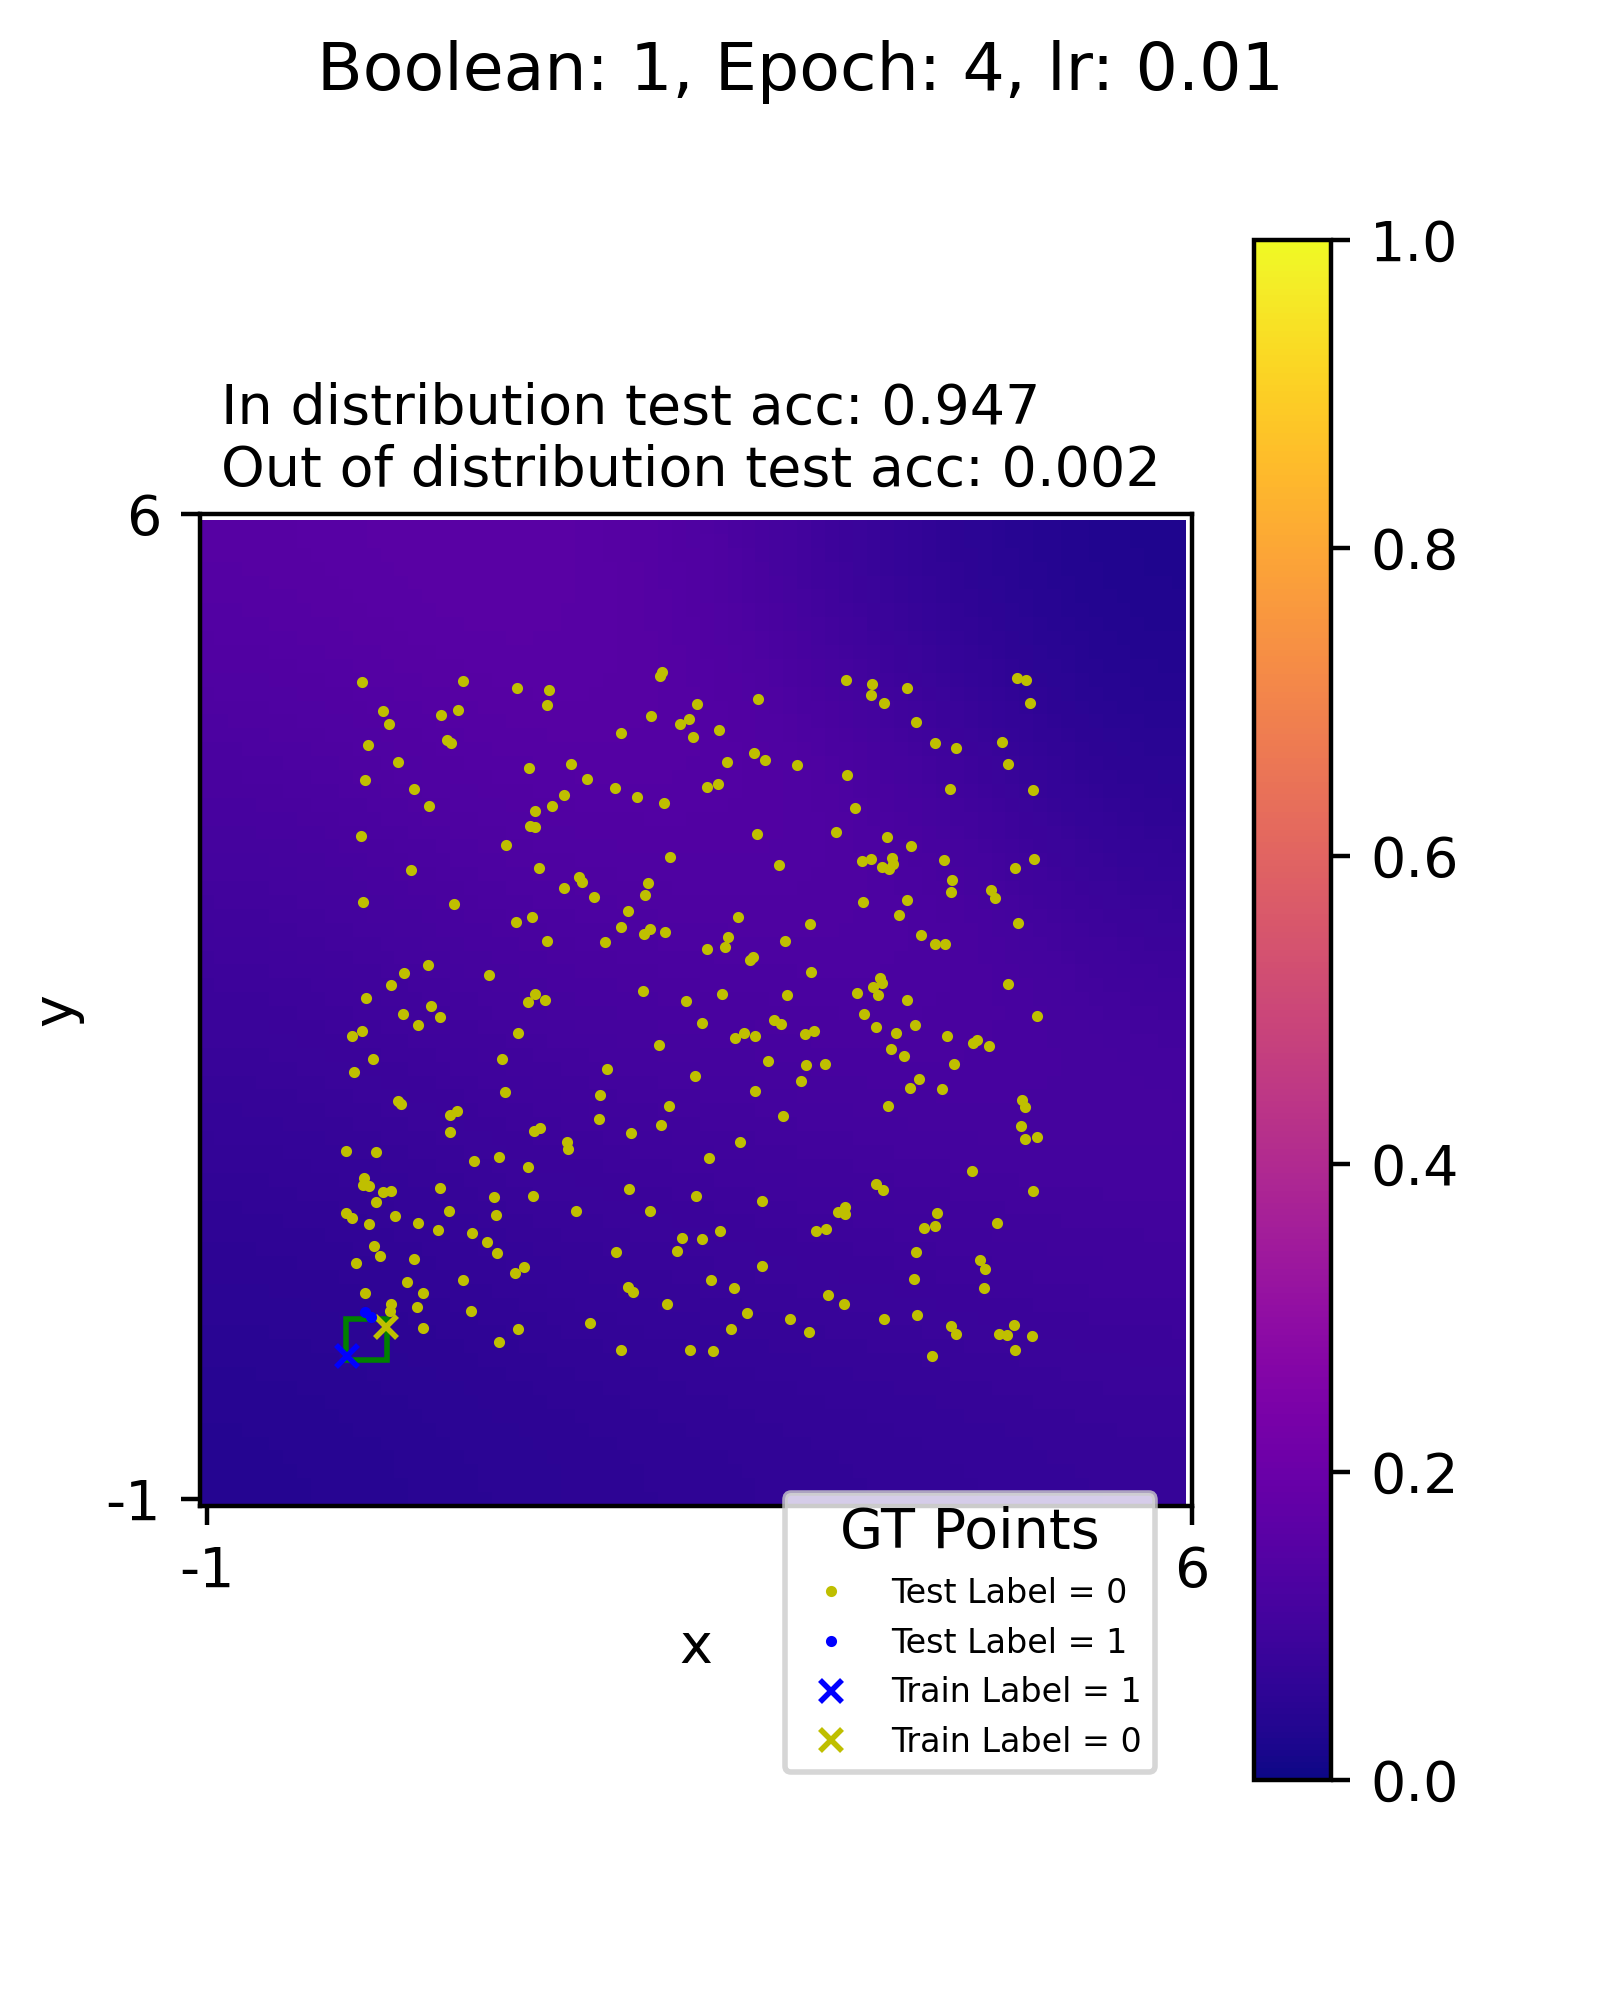 Boolean: 1, Epoch: 4, lr: 0.01
In distribution test acc: 0.947
Out of distribution test acc: 0.002
6
y
-1
-1
6
x
GT Points
Test Label = 0
Test Label = 1
Train Label = 1
Train Label = 0
1.0
0.8
0.6
0.4
0.2
0.0